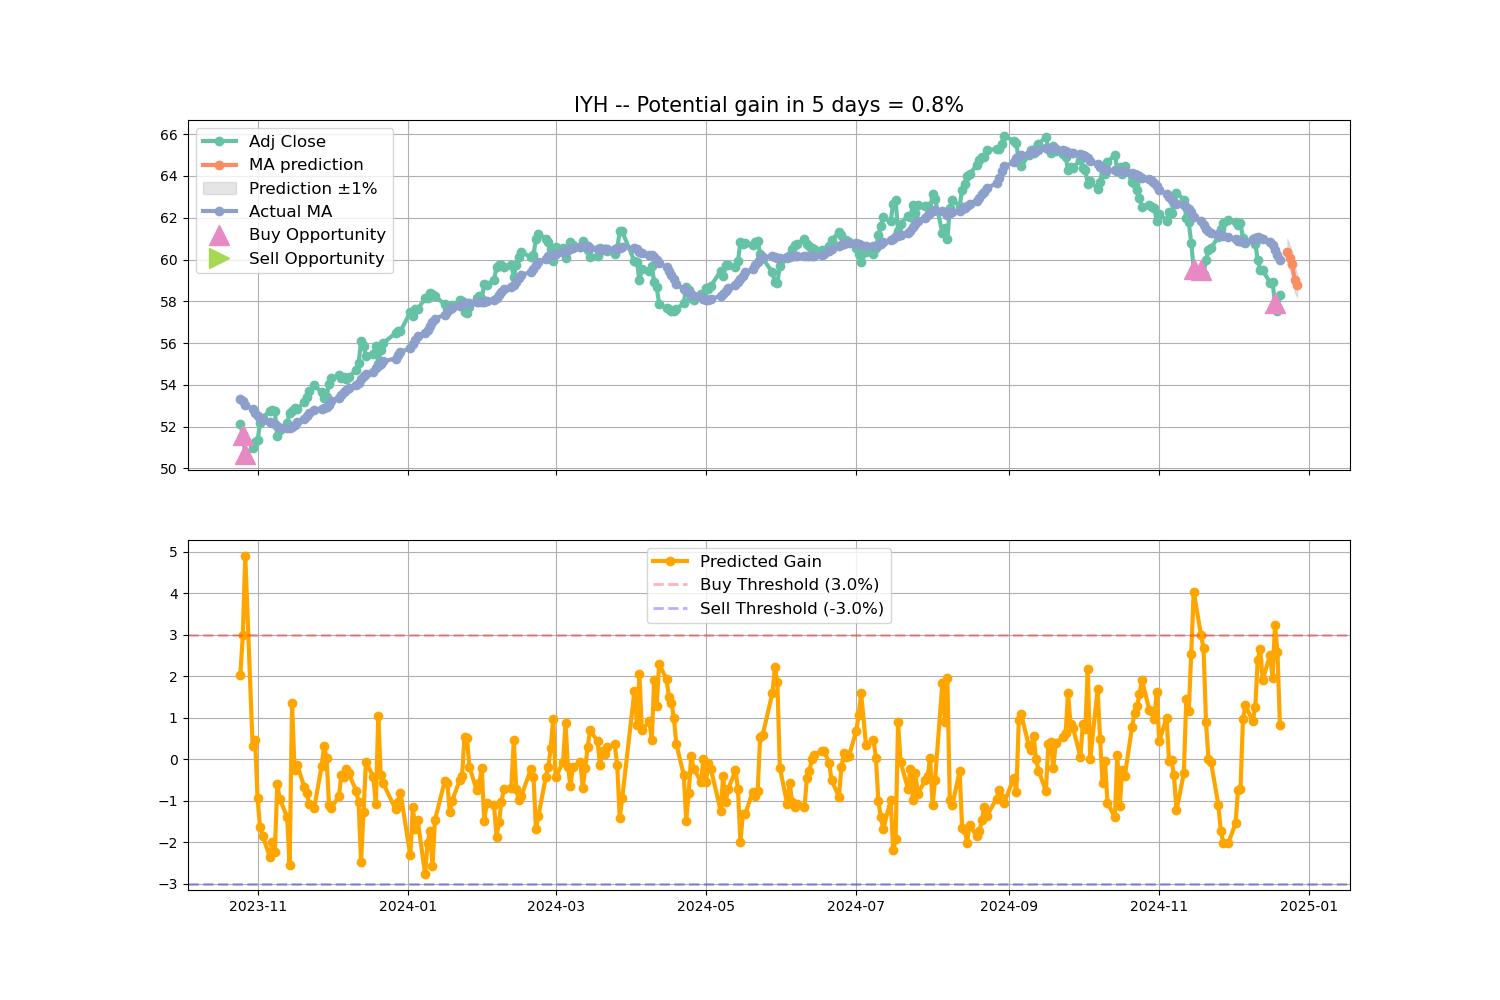 IYH -- Potential gain in 5 days = 0.8%
66
64
62
60
58
56
54
52
50
Adj Close
MA prediction
Prediction ±1%
Actual MA
Buy Opportunity
Sell Opportunity
5
4
3
2
1
0
−1
−2
−3
Predicted Gain
Buy Threshold (3.0%)
Sell Threshold (-3.0%)
2023-11
2024-01
2024-03
2024-05
2024-07
2024-09
2024-11
2025-01